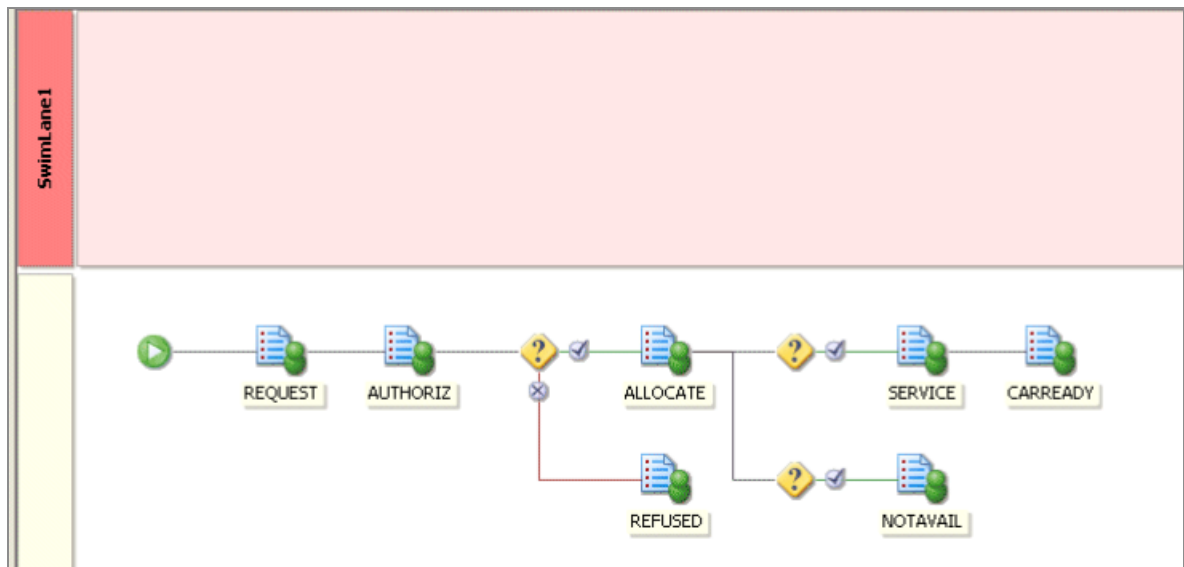 SwimLane1
REQUEST
AUTHORIZ
?
ALLOCATE
?
SERVICE
CARREADY
REFUSED
?
NOTAVAIL